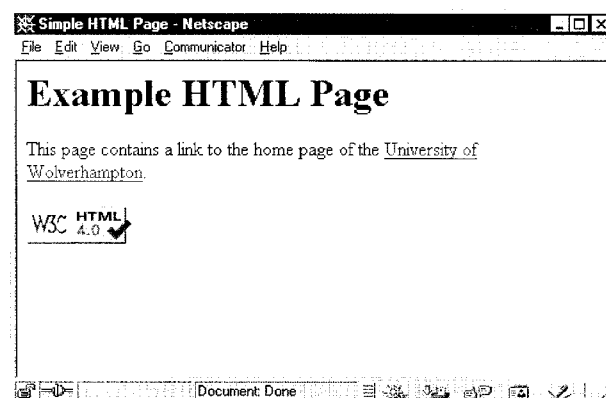 Simple HTML Page - Netscape
File Edit View Go Communicator Help
Example HTML Page
This page contains a link to the home page of the University of
Wolverhampton.
W3C HTML
4.0
Document: Done